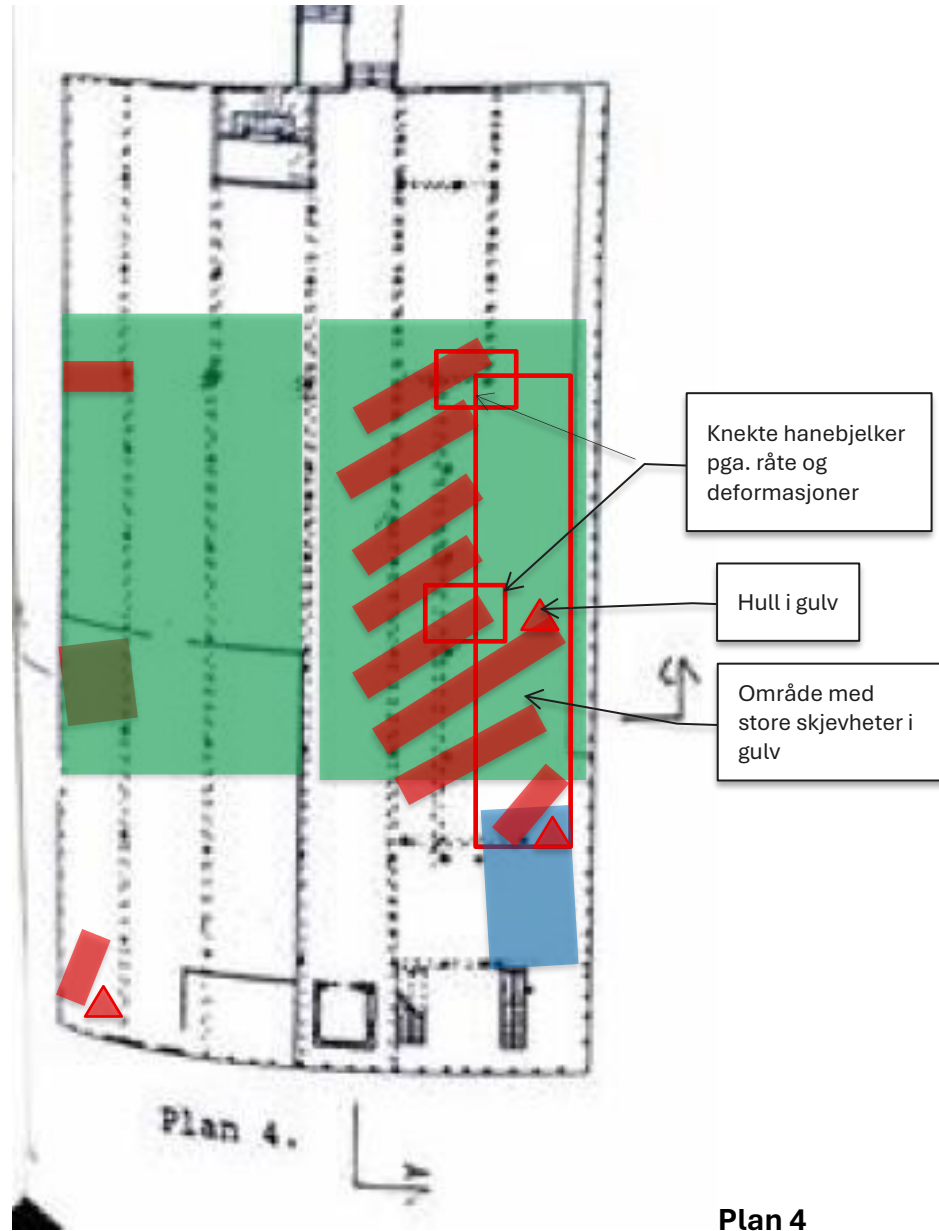 Knekte hanebjelker
pga. råte og
deformasjoner
Hull i gulv
Område med
store skjevheter i
gulv
Plan 4.
Plan 4